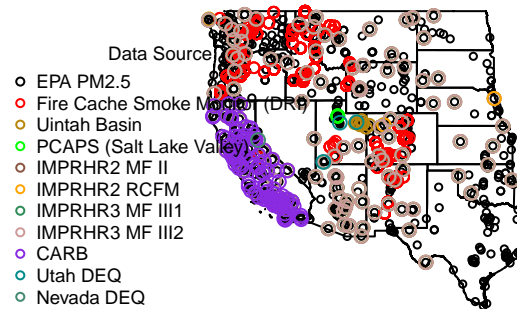 Data Source
EPA PM2.5
Fire Cache Smoke Monitor (DRI)
Uintah Basin
PCAPS (Salt Lake Valley)
IMPRHR2 MF II
IMPRHR2 RCFM
IMPRHR3 MF III1
IMPRHR3 MF III2
CARB
Utah DEQ
Nevada DEQ